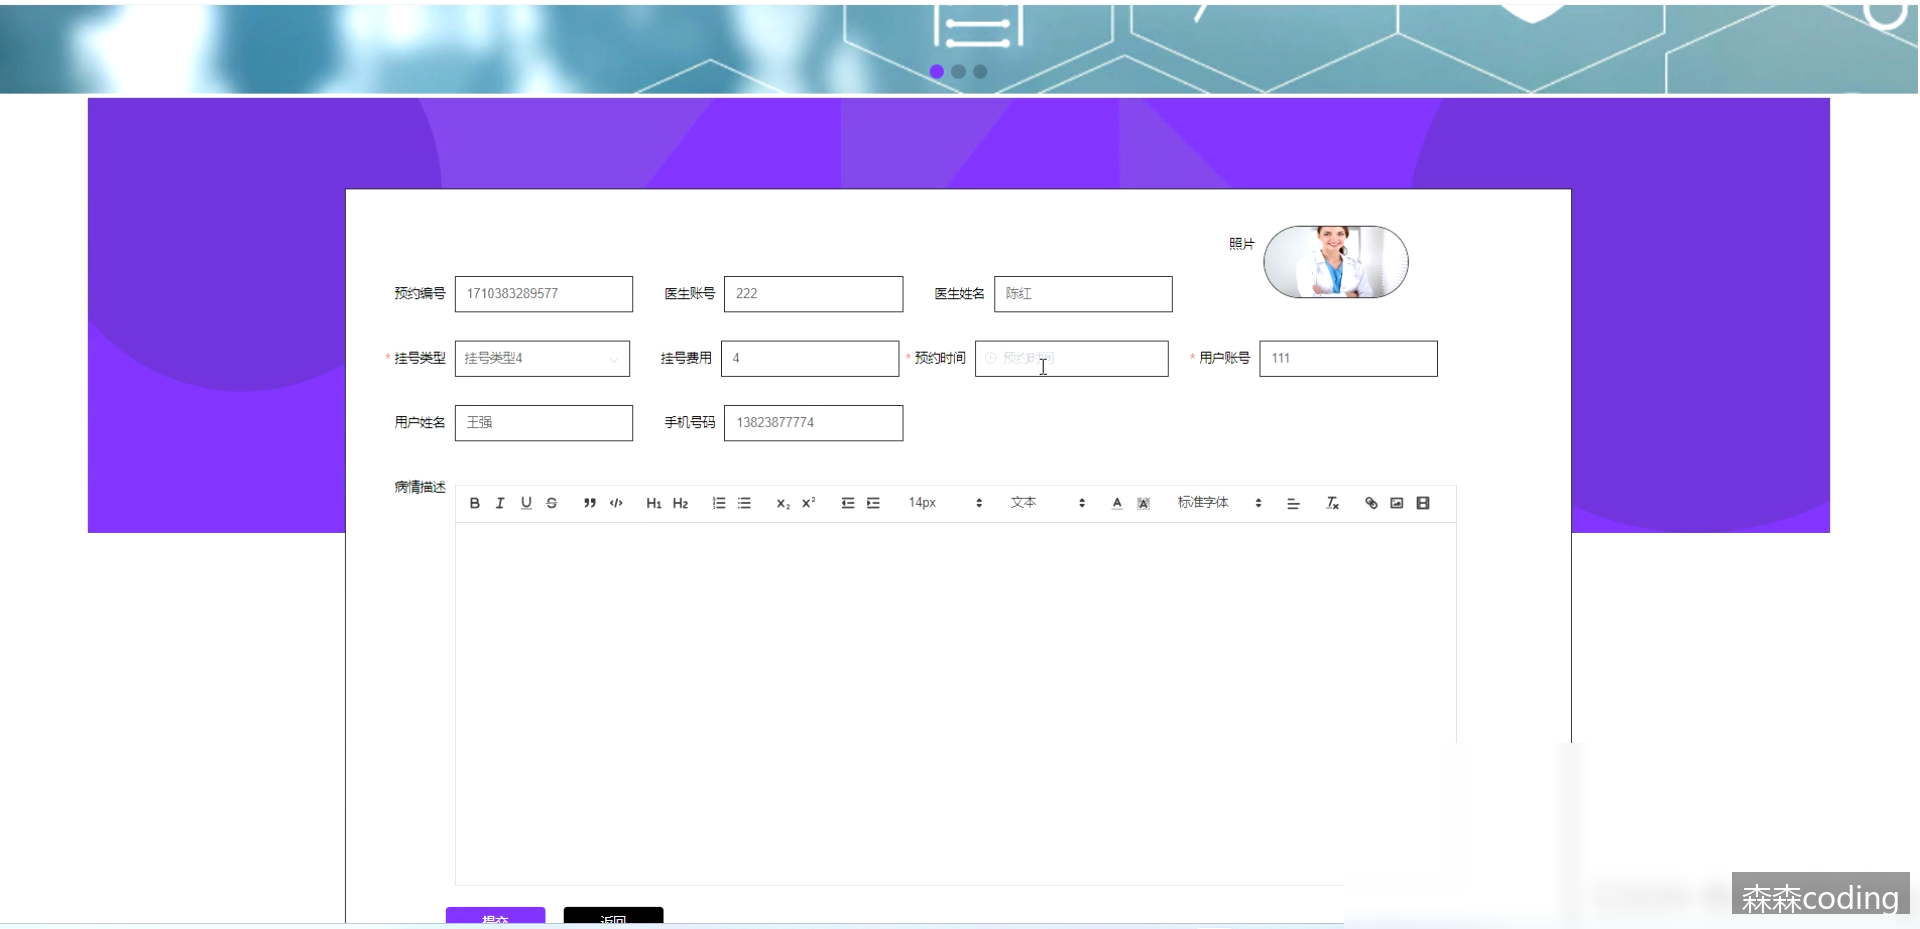 照片
预约编号 1710383289577 医生账号 222 医生姓名 陈红
* 挂号类型 挂号类型4 挂号费用 4 * 预约时间 预约时间 * 用户账号 111
用户姓名 王强 手机号码 13823877774
病情描述
B I U S ” </> H1 H2 X₂ X² 14px 文本 A A 标准字体 Tx
提交 返回
森森coding